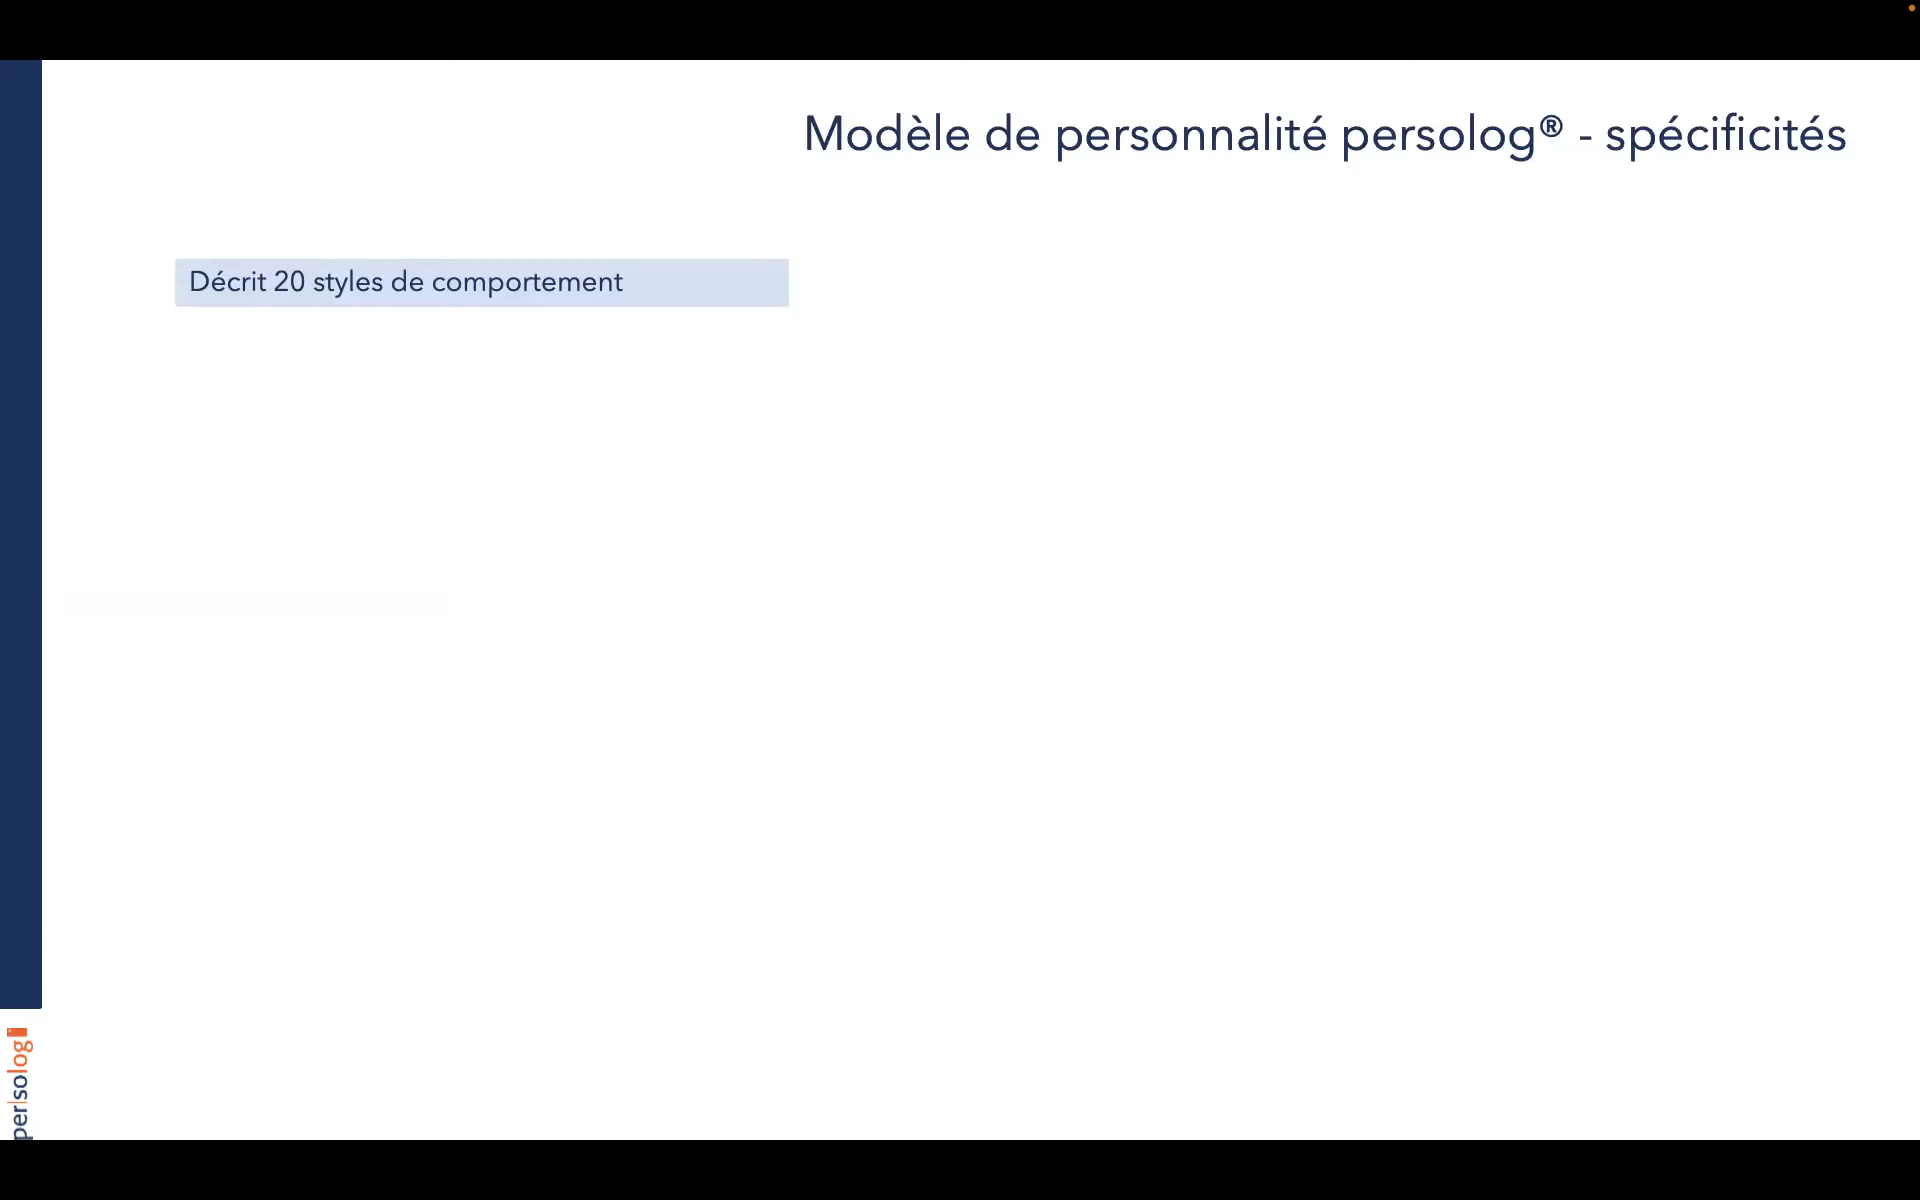 Modèle de personnalité persolog® - spécificités
Décrit 20 styles de comportement
persolog